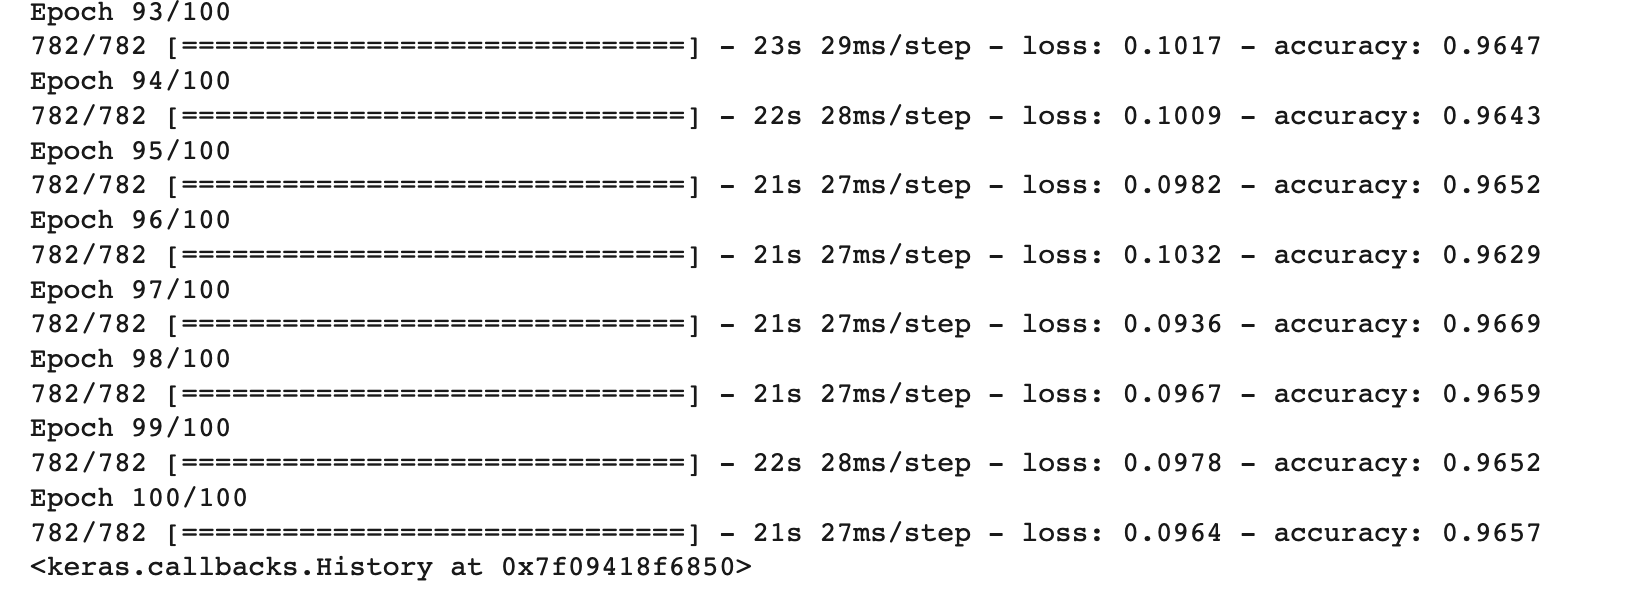 Epoch 93/100
782/782 [==============================] - 23s 29ms/step - loss: 0.1017 - accuracy: 0.9647
Epoch 94/100
782/782 [==============================] - 22s 28ms/step - loss: 0.1009 - accuracy: 0.9643
Epoch 95/100
782/782 [==============================] - 21s 27ms/step - loss: 0.0982 - accuracy: 0.9652
Epoch 96/100
782/782 [==============================] - 21s 27ms/step - loss: 0.1032 - accuracy: 0.9629
Epoch 97/100
782/782 [==============================] - 21s 27ms/step - loss: 0.0936 - accuracy: 0.9669
Epoch 98/100
782/782 [==============================] - 21s 27ms/step - loss: 0.0967 - accuracy: 0.9659
Epoch 99/100
782/782 [==============================] - 22s 28ms/step - loss: 0.0978 - accuracy: 0.9652
Epoch 100/100
782/782 [==============================] - 21s 27ms/step - loss: 0.0964 - accuracy: 0.9657
<keras.callbacks.History at 0x7f09418f6850>